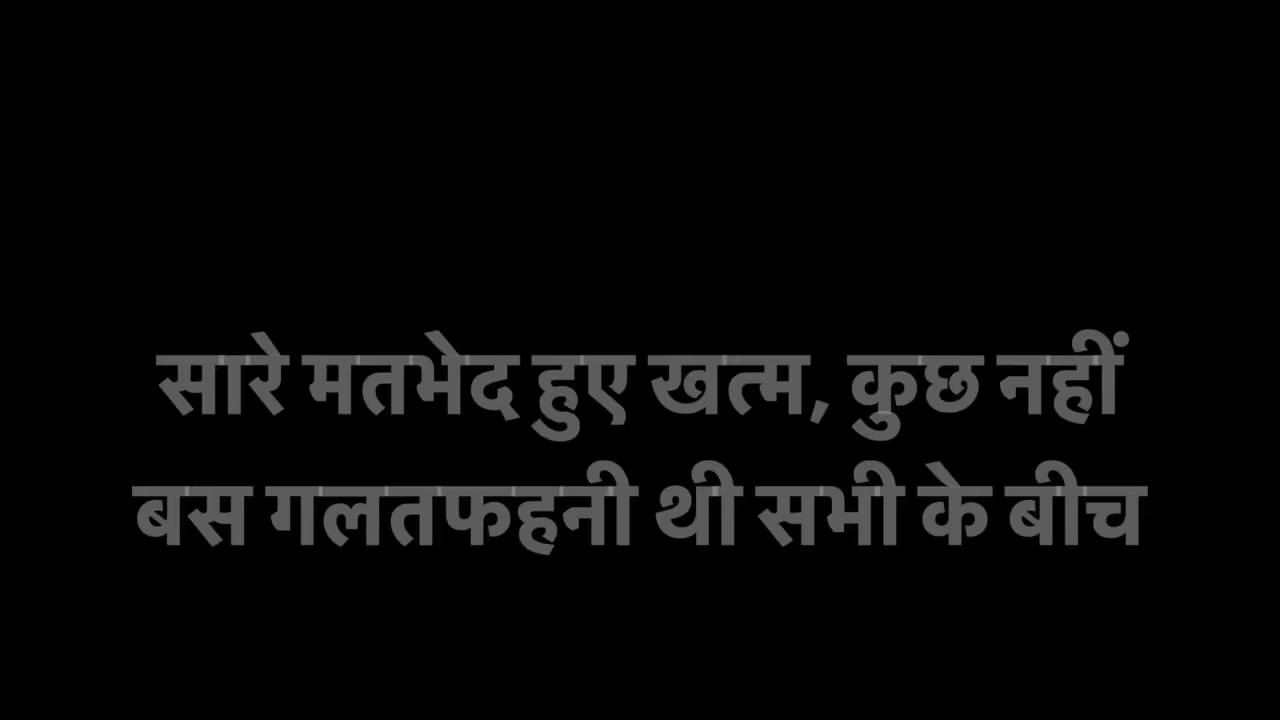 सारे मतभेद हुए खत्म, कुछ नहीं
बस गलतफहनी थी सभी के बीच